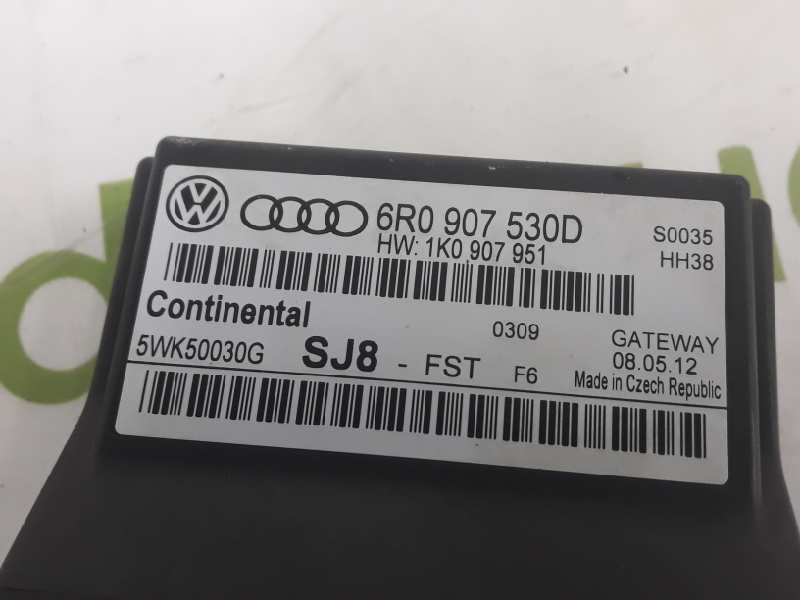 6R0 907 530D
S0035
HW: 1K0 907 951
HH38
Continental
0309
GATEWAY
5WK50030G
SJ8 - FST
F6
08.05.12
Made in Czech Republic